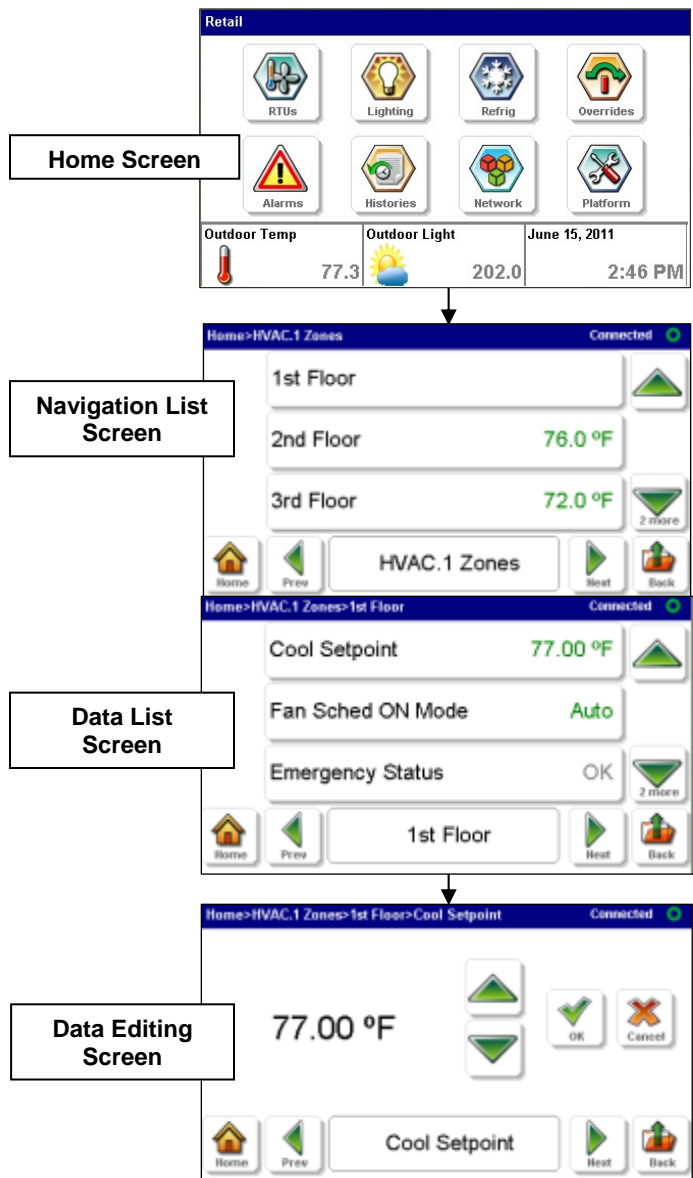 Retail
RTUs
Lighting
Refrig
Overrides
Home Screen
Alarms
Histories
Network
Platform
Outdoor Temp
Outdoor Light
June 15, 2011
77.3
202.0
2:46 PM
Home>HVAC.1 Zones
Connected
1st Floor
Navigation List
Screen
2nd Floor
76.0 ºF
3rd Floor
72.0 ºF
2 more
Home
Prev
HVAC.1 Zones
Next
Back
Home>HVAC.1 Zones>1st Floor
Connected
Cool Setpoint
77.00 ºF
Data List
Screen
Fan Sched ON Mode
Auto
Emergency Status
OK
2 more
Home
Prev
1st Floor
Next
Back
Home>HVAC.1 Zones>1st Floor>Cool Setpoint
Connected
Data Editing
Screen
77.00 ºF
OK
Cancel
Home
Prev
Cool Setpoint
Next
Back